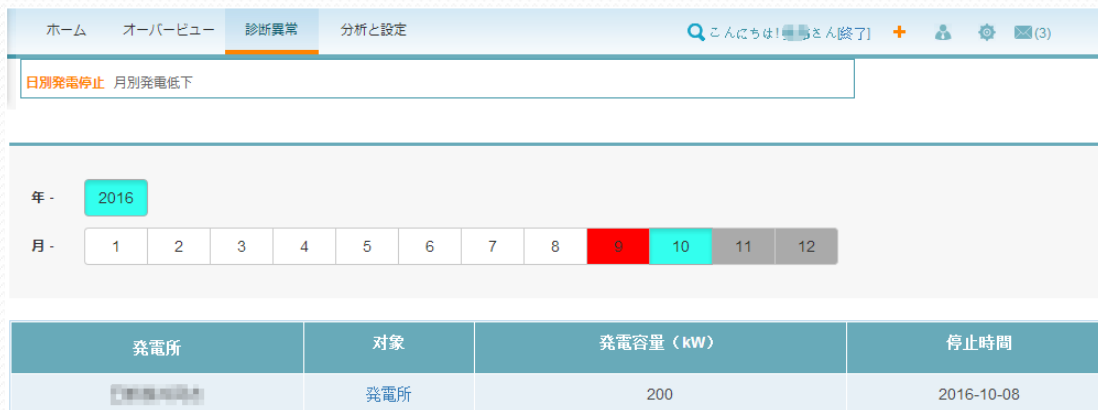 ホーム オーバービュー 診断異常 分析と設定 こんにちは! さん[終了] (3)
日別発電停止 月別発電低下
年 - 2016
月 - 1 2 3 4 5 6 7 8 9 10 11 12
発電所 対象 発電容量（kW） 停止時間
発電所 200 2016-10-08